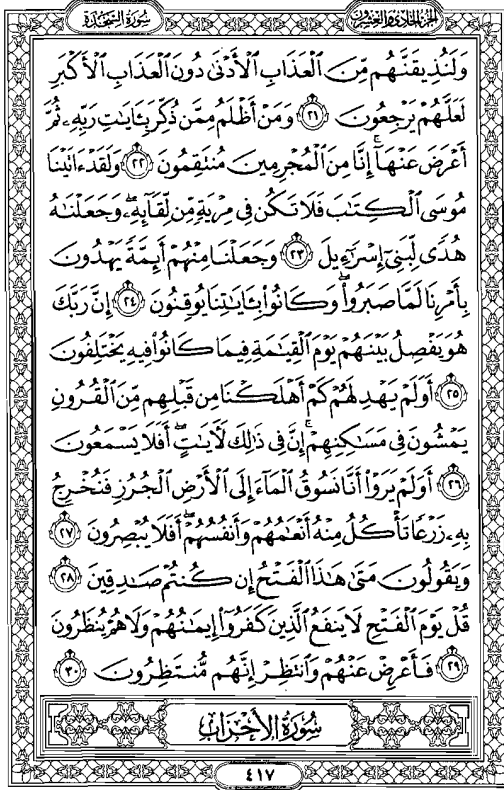 الجزء الحادي والعشرون
سورة السجدة
وَلَنُذِيقَنَّهُم مِّنَ ٱلْعَذَابِ ٱلْأَدْنَىٰ دُونَ ٱلْعَذَابِ ٱلْأَكْبَرِ
لَعَلَّهُمْ يَرْجِعُونَ ٢١ وَمَنْ أَظْلَمُ مِمَّن ذُكِّرَ بِـَٔايَـٰتِ رَبِّهِۦ ثُمَّ
أَعْرَضَ عَنْهَآ ۚ إِنَّا مِنَ ٱلْمُجْرِمِينَ مُنتَقِمُونَ ٢٢ وَلَقَدْ ءَاتَيْنَا
مُوسَى ٱلْكِتَـٰبَ فَلَا تَكُن فِى مِرْيَةٍ مِّن لِّقَآئِهِۦ ۖ وَجَعَلْنَـٰهُ
هُدًى لِّبَنِىٓ إِسْرَٰٓءِيلَ ٢٣ وَجَعَلْنَا مِنْهُمْ أَئِمَّةً يَهْدُونَ
بِأَمْرِنَا لَمَّا صَبَرُوا۟ ۖ وَكَانُوا۟ بِـَٔايَـٰتِنَا يُوقِنُونَ ٢٤ إِنَّ رَبَّكَ
هُوَ يَفْصِلُ بَيْنَهُمْ يَوْمَ ٱلْقِيَـٰمَةِ فِيمَا كَانُوا۟ فِيهِ يَخْتَلِفُونَ
٢٥ أَوَلَمْ يَهْدِ لَهُمْ كَمْ أَهْلَكْنَا مِن قَبْلِهِم مِّنَ ٱلْقُرُونِ
يَمْشُونَ فِى مَسَـٰكِنِهِمْ ۚ إِنَّ فِى ذَٰلِكَ لَـَٔايَـٰتٍ ۖ أَفَلَا يَسْمَعُونَ
٢٦ أَوَلَمْ يَرَوْا۟ أَنَّا نَسُوقُ ٱلْمَآءَ إِلَى ٱلْأَرْضِ ٱلْجُرُزِ فَنُخْرِجُ
بِهِۦ زَرْعًا تَأْكُلُ مِنْهُ أَنْعَـٰمُهُمْ وَأَنفُسُهُمْ ۖ أَفَلَا يُبْصِرُونَ ٢٧
وَيَقُولُونَ مَتَىٰ هَـٰذَا ٱلْفَتْحُ إِن كُنتُمْ صَـٰدِقِينَ ٢٨
قُلْ يَوْمَ ٱلْفَتْحِ لَا يَنفَعُ ٱلَّذِينَ كَفَرُوٓا۟ إِيمَـٰنُهُمْ وَلَا هُمْ يُنظَرُونَ
٢٩ فَأَعْرِضْ عَنْهُمْ وَٱنتَظِرْ إِنَّهُم مُّنتَظِرُونَ ٣٠
سُورَةُ الأَحْزَابِ
٤١٧